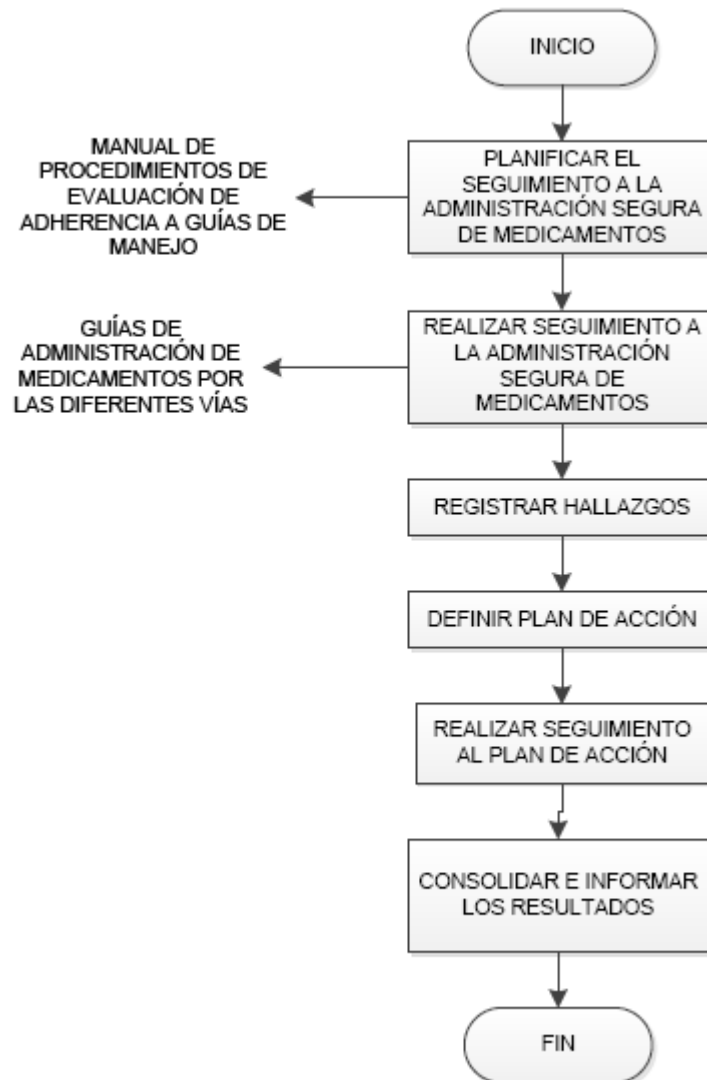 INICIO
MANUAL DE
PROCEDIMIENTOS DE
EVALUACIÓN DE
ADHERENCIA A GUÍAS DE
MANEJO
PLANIFICAR EL
SEGUIMIENTO A LA
ADMINISTRACIÓN SEGURA
DE MEDICAMENTOS
GUÍAS DE
ADMINISTRACIÓN DE
MEDICAMENTOS POR
LAS DIFERENTES VÍAS
REALIZAR SEGUIMIENTO A
LA ADMINISTRACIÓN
SEGURA DE
MEDICAMENTOS
REGISTRAR HALLAZGOS
DEFINIR PLAN DE ACCIÓN
REALIZAR SEGUIMIENTO
AL PLAN DE ACCIÓN
CONSOLIDAR E INFORMAR
LOS RESULTADOS
FIN